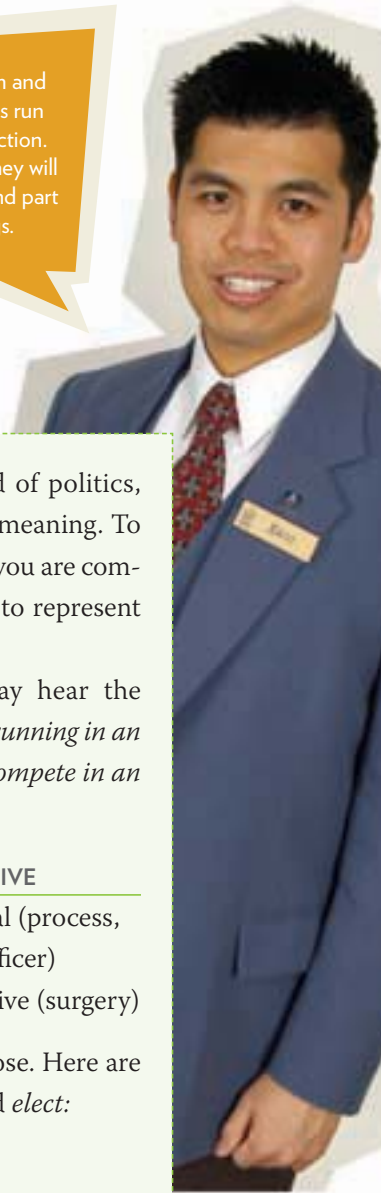 n and
s run
ction.
ney will
nd part
s.
d of politics,
meaning. To
you are com-
to represent
ay hear the
unning in an
ompete in an
IVE
al (process,
ficer)
ive (surgery)
ose. Here are
d elect: